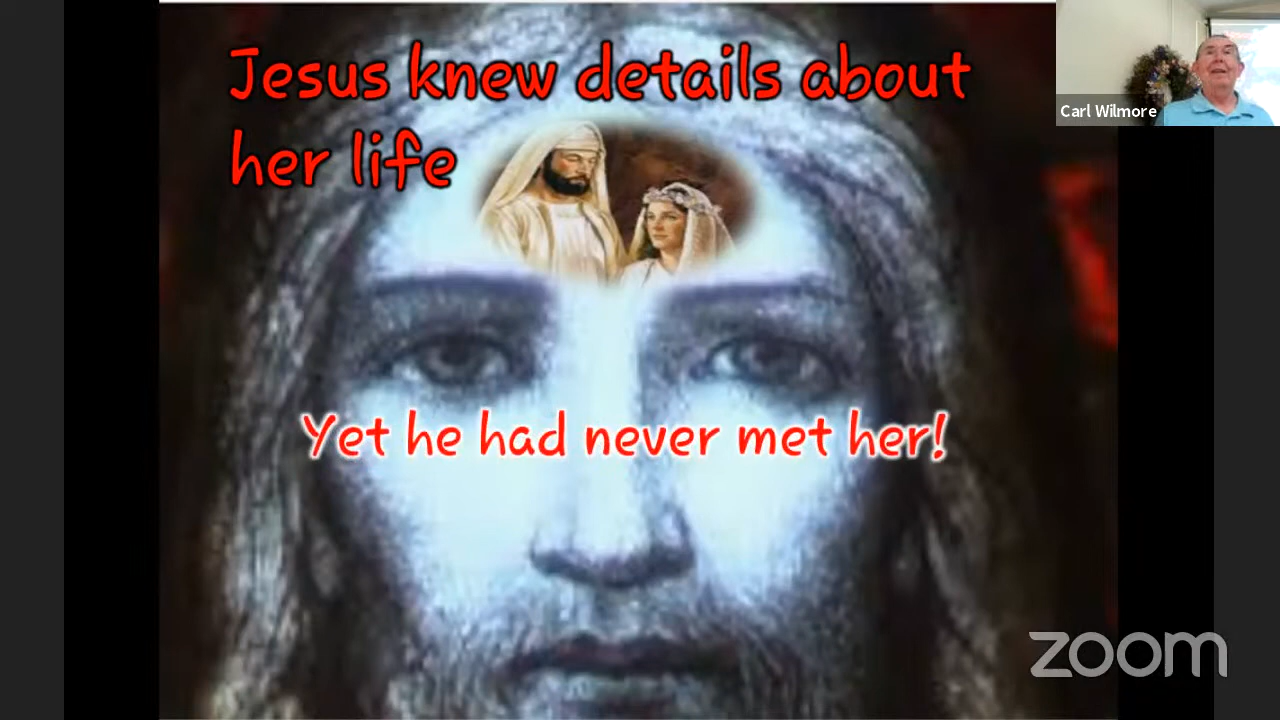 Jesus knew details about
her life
Yet he had never met her!
Carl Wilmore
zoom